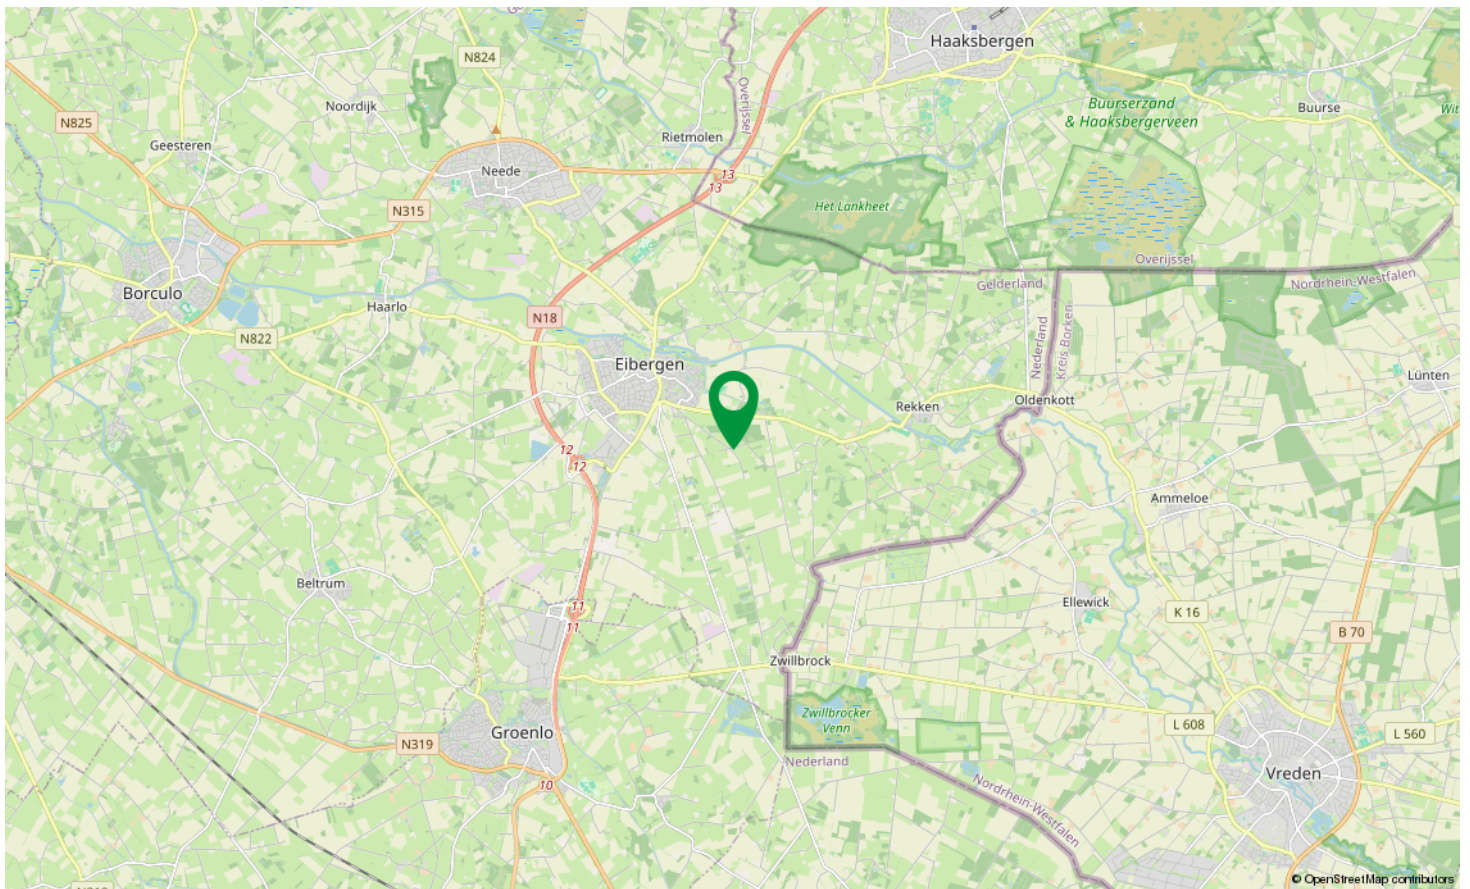 Haaksbergen
N824
Overijssel
Noordijk
Buurserzand
& Haaksbergerveen
Buurse
Wit
N825
Rietmolen
Geesteren
Neede
13
13
Het Lankheet
N315
Overijssel
Gelderland
Nordrhein-Westfalen
Borculo
Haarlo
N18
Nederland
Kreis Borken
N822
Eibergen
Lünten
Oldenkott
Rekken
12
12
Ammeloe
Beltrum
11
11
Ellewick
K 16
B 70
Zwillbrock
Zwillbrocker
Venn
L 608
L 560
Groenlo
N319
Nederland
Vreden
10
Nordrhein-Westfalen
© OpenStreetMap contributors